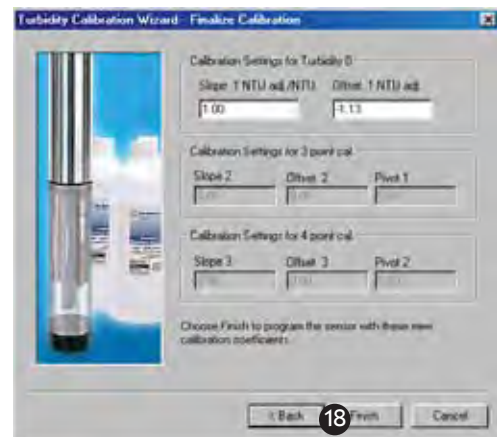 Turbidity Calibration Wizard - Finalize Calibration
Calibration Settings for Turbidity 0
Slope 1 NTU adj./NTU Offset 1 NTU adj.
1.00 -1.13
Calibration Settings for 3 point cal.
Slope 2 Offset 2 Pivot 1
Calibration Settings for 4 point cal.
Slope 3 Offset 3 Pivot 2
Choose Finish to program the sensor with these new
calibration coefficients.
< Back 18 Finish Cancel